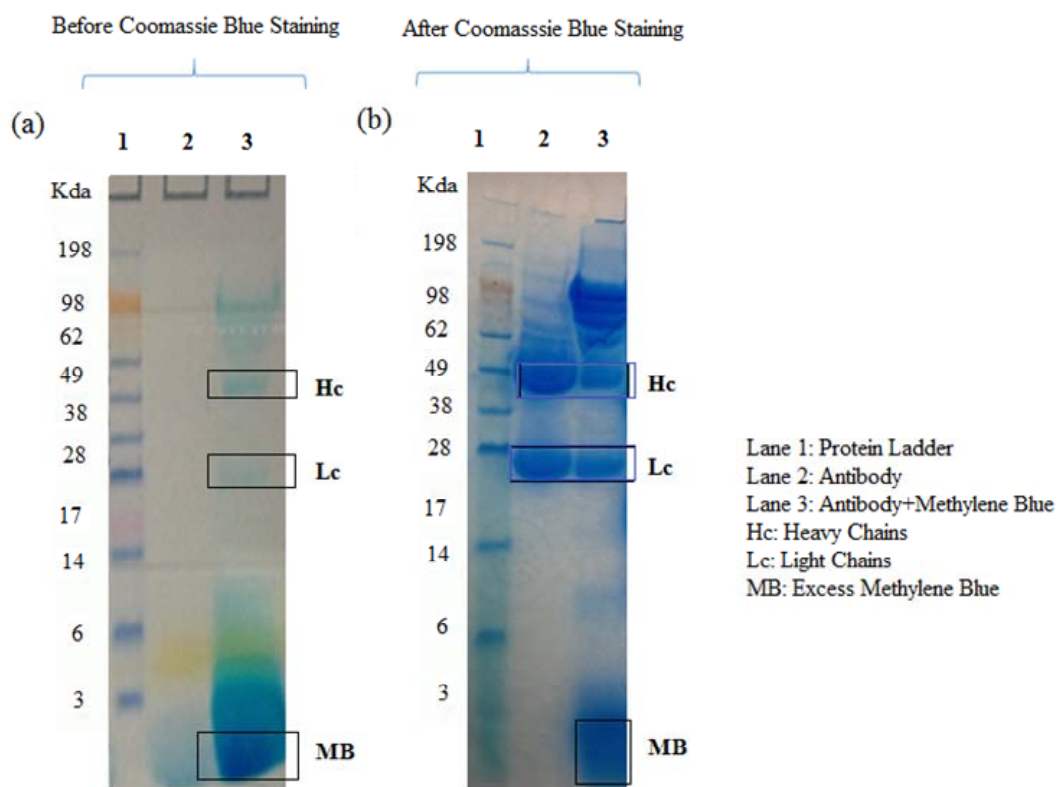 Before Coomassie Blue Staining
After Coomasssie Blue Staining
(a)
1 2 3
Kda
198
98
62
49
38
28
17
14
6
3
Hc
Lc
MB
(b)
1 2 3
Kda
198
98
62
49
38
28
17
14
6
3
Hc
Lc
MB
Lane 1: Protein Ladder
Lane 2: Antibody
Lane 3: Antibody+Methylene Blue
Hc: Heavy Chains
Lc: Light Chains
MB: Excess Methylene Blue